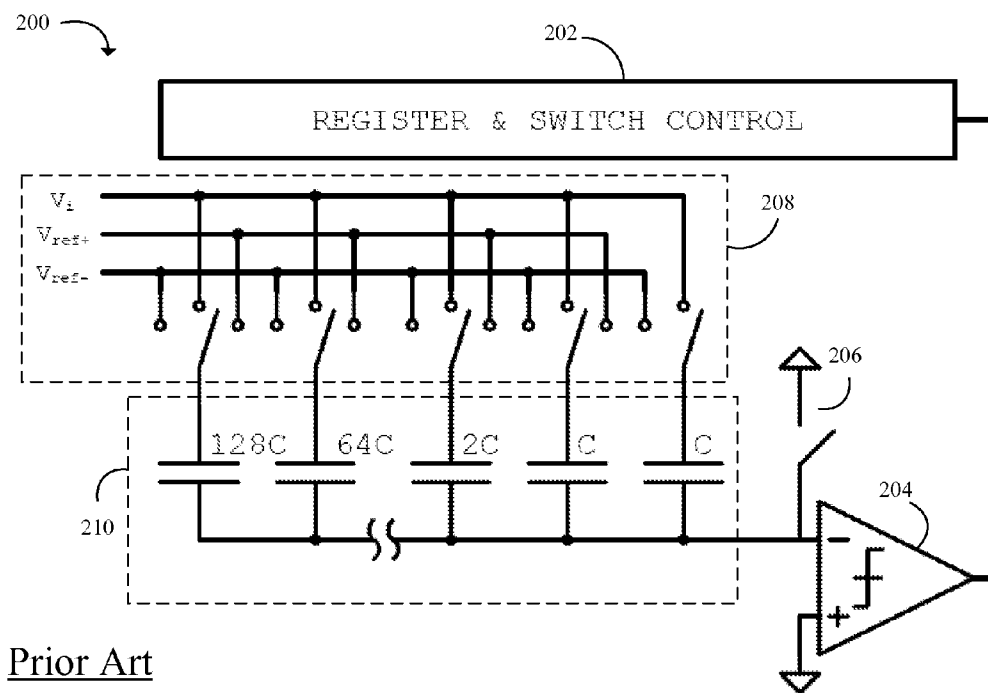 200
202
REGISTER & SWITCH CONTROL
Vi
Vref+
Vref-
208
206
128C 64C 2C C C
210
204
−
+
Prior Art